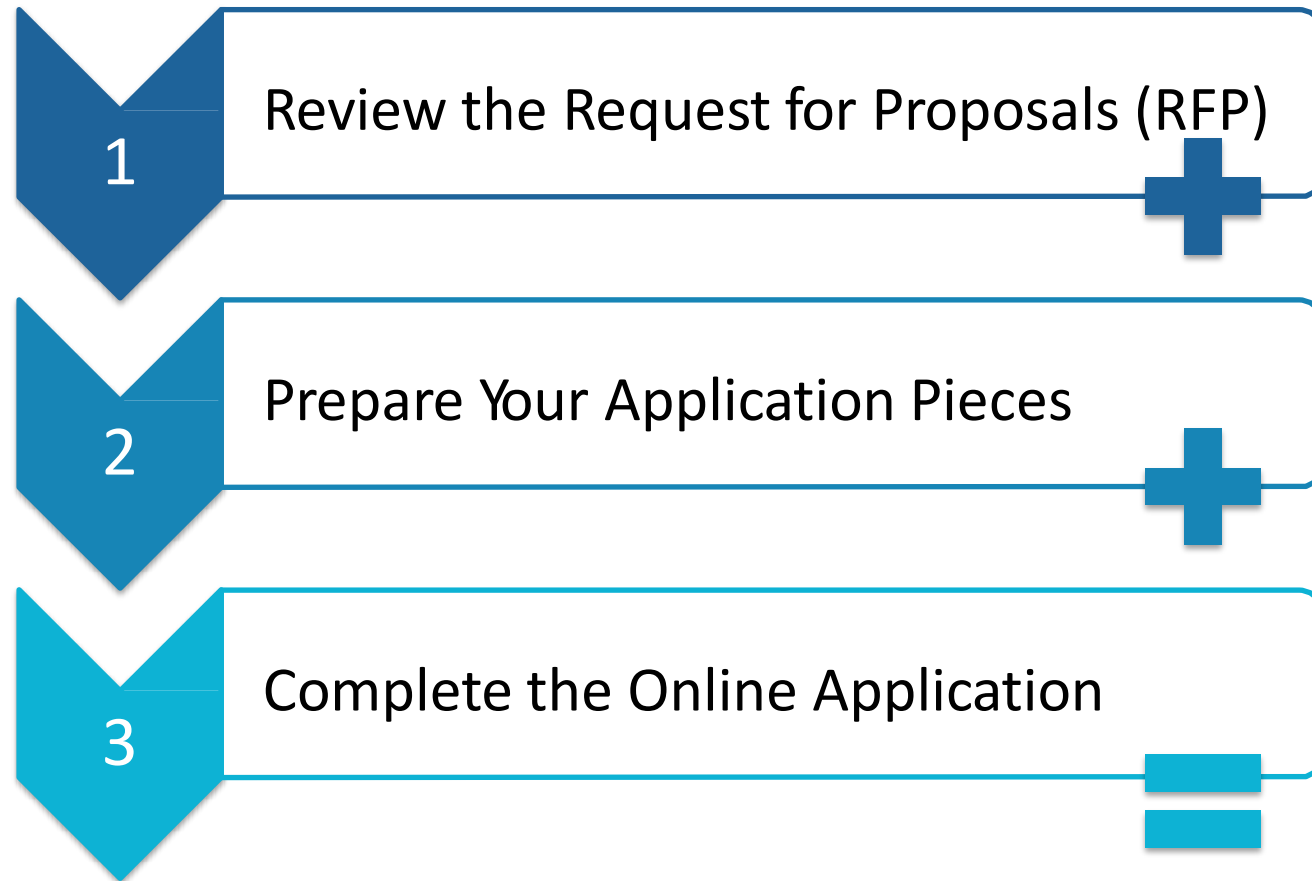 1
Review the Request for Proposals (RFP)
2
Prepare Your Application Pieces
3
Complete the Online Application